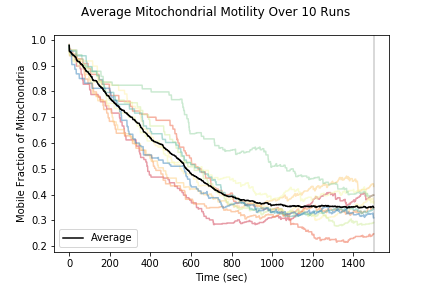 Average Mitochondrial Motility Over 10 Runs
Mobile Fraction of Mitochondria
1.0
0.9
0.8
0.7
0.6
0.5
0.4
0.3
0.2
Average
0 200 400 600 800 1000 1200 1400
Time (sec)